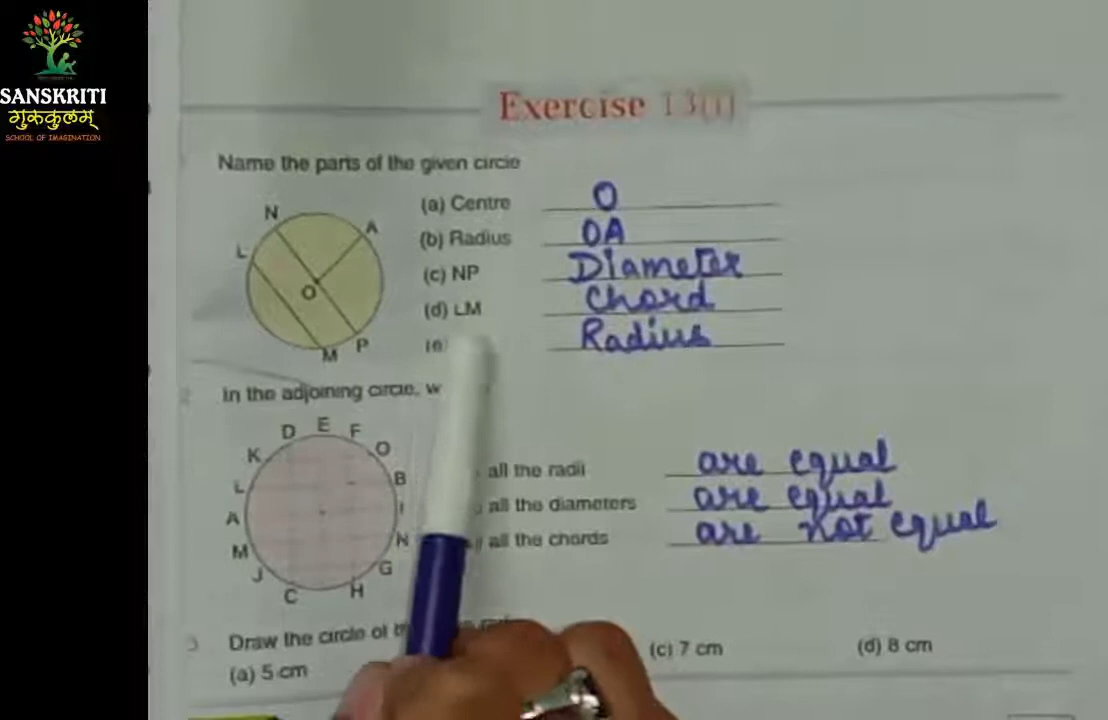 SANSKRITI
गुरुकुलम्
SCHOOL OF IMAGINATION
Exercise 13(i)
Name the parts of the given circle
(a) Centre O
(b) Radius OA
(c) NP Diameter
(d) LM Chord
(e) Radius
N
A
L
O
M P
In the adjoining circle, w
D E F
K O
L B
A I
M N
J G
C H
all the radii are equal
all the diameters are equal
all the chords are not equal
3 Draw the circle of
(a) 5 cm (c) 7 cm (d) 8 cm